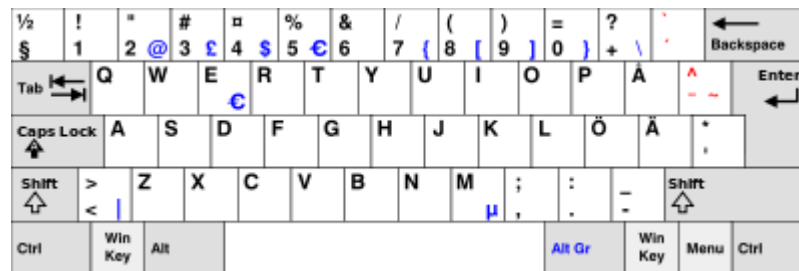 ½ ! " # ¤ % & / ( ) = ? ` Backspace
§ 1 2 @ 3 £ 4 $ 5 € 6 7 { 8 [ 9 ] 0 } + \ ´
Tab Q W E € R T Y U I O P Å ^ ¨ ~ Enter
Caps Lock A S D F G H J K L Ö Ä * '
Shift > < | Z X C V B N M µ ; , : . _ - Shift
Ctrl Win Key Alt Alt Gr Win Key Menu Ctrl